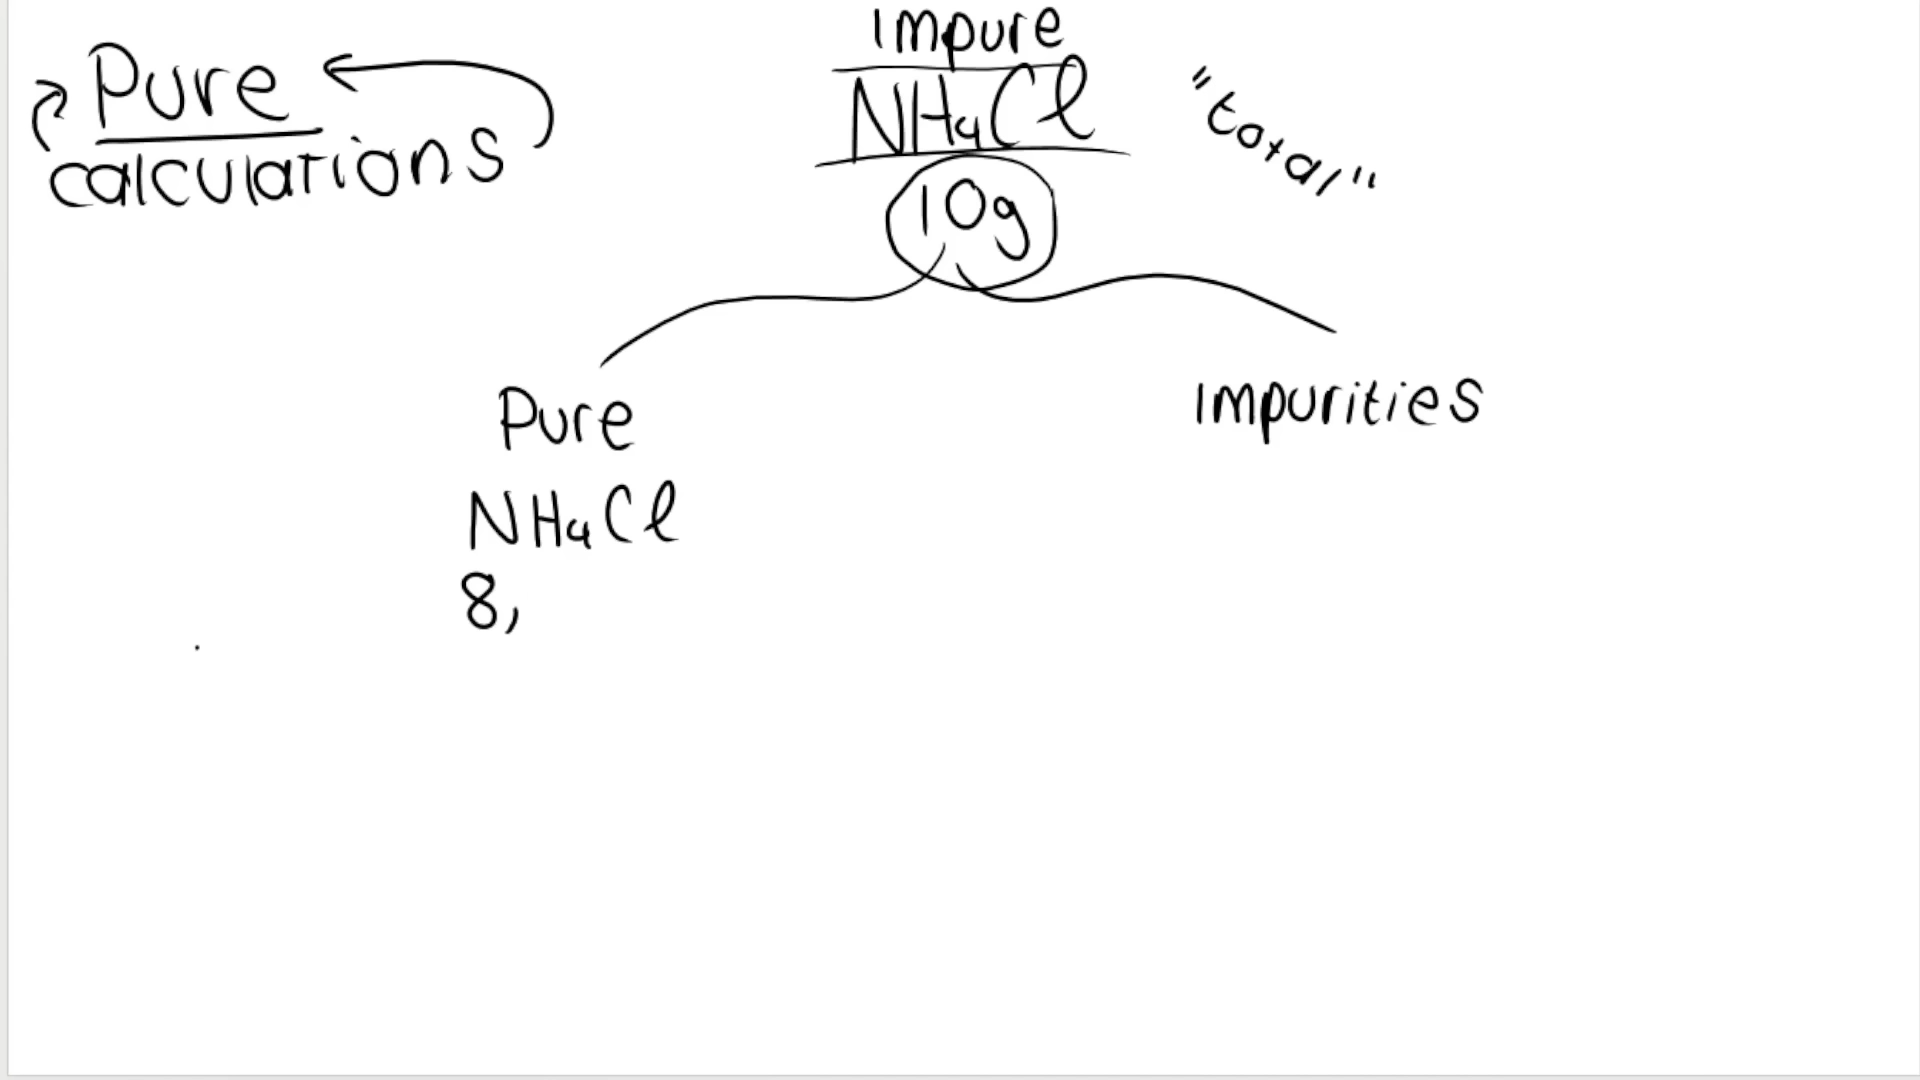 Pure
calculations
Impure
NH₄Cl
"total"
10g
Pure
NH₄Cl
8,
Impurities